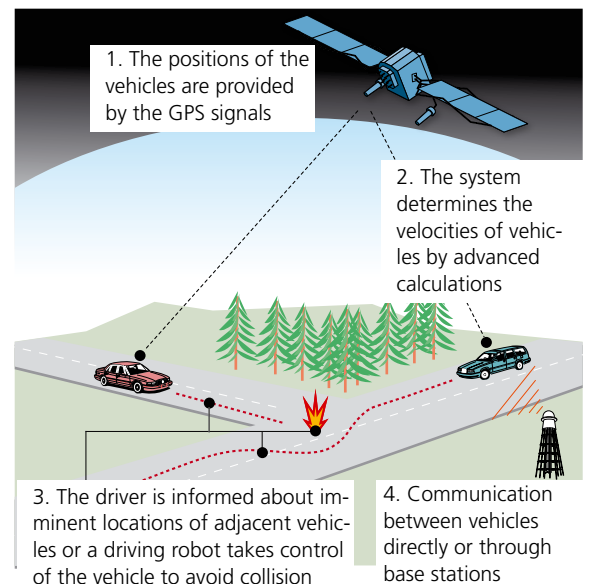 1. The positions of the
vehicles are provided
by the GPS signals
2. The system
determines the
velocities of vehic-
les by advanced
calculations
3. The driver is informed about im-
minent locations of adjacent vehic-
les or a driving robot takes control
of the vehicle to avoid collision
4. Communication
between vehicles
directly or through
base stations